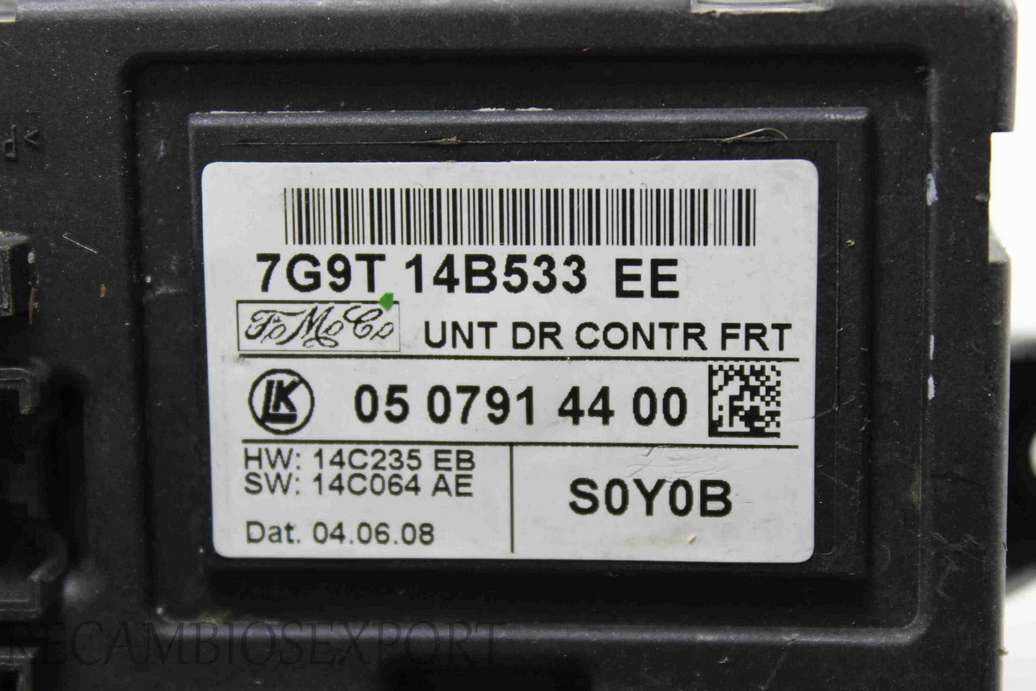 7G9T 14B533 EE
FoMoCo
UNT DR CONTR FRT
LK
05 0791 44 00
HW: 14C235 EB
SW: 14C064 AE
Dat. 04.06.08
S0Y0B
RECAMBIOSEXPORT